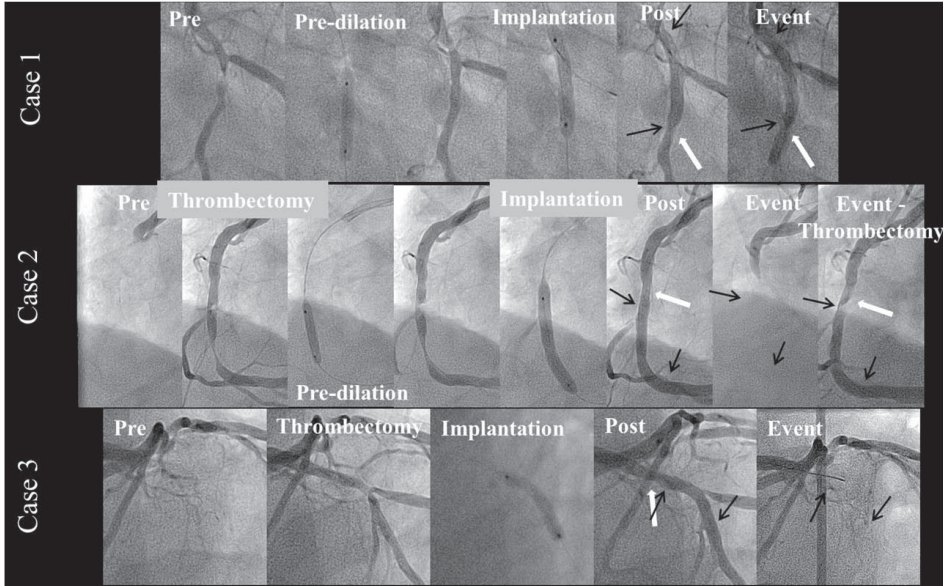 Case 1
Pre
Pre-dilation
Implantation
Post
Event
Case 2
Pre
Thrombectomy
Pre-dilation
Implantation
Post
Event
Event -
Thrombectomy
Case 3
Pre
Thrombectomy
Implantation
Post
Event